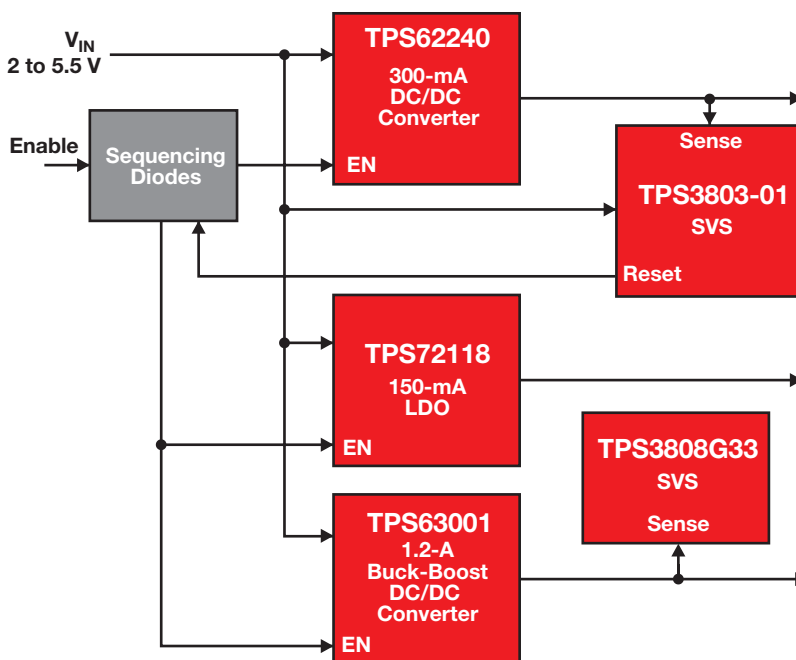 V_IN
2 to 5.5 V
Enable
Sequencing
Diodes
TPS62240
300-mA
DC/DC
Converter
EN
Sense
TPS3803-01
SVS
Reset
TPS72118
150-mA
LDO
EN
TPS3808G33
SVS
Sense
TPS63001
1.2-A
Buck-Boost
DC/DC
Converter
EN